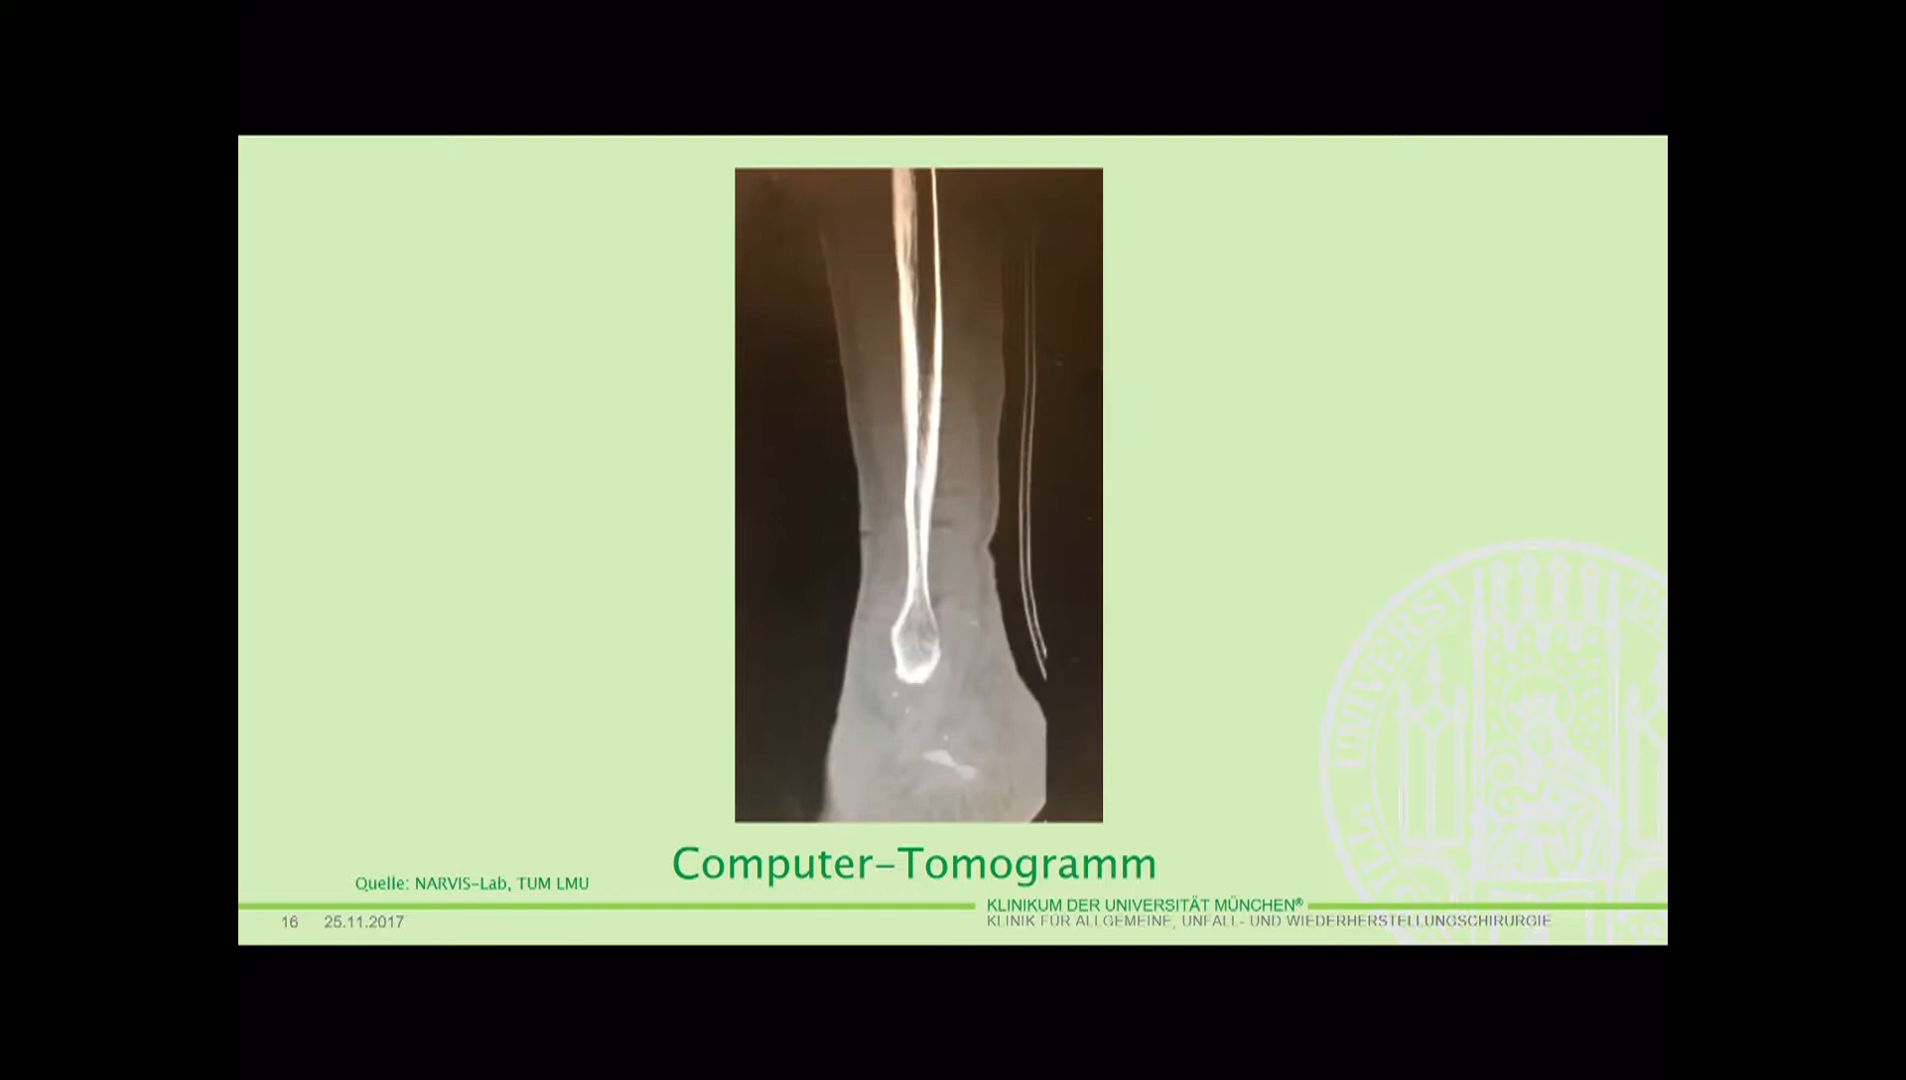 Computer-Tomogramm
Quelle: NARVIS-Lab, TUM LMU
KLINIKUM DER UNIVERSITÄT MÜNCHEN®
16 25.11.2017
KLINIK FÜR ALLGEMEINE, UNFALL- UND WIEDERHERSTELLUNGSCHIRURGIE